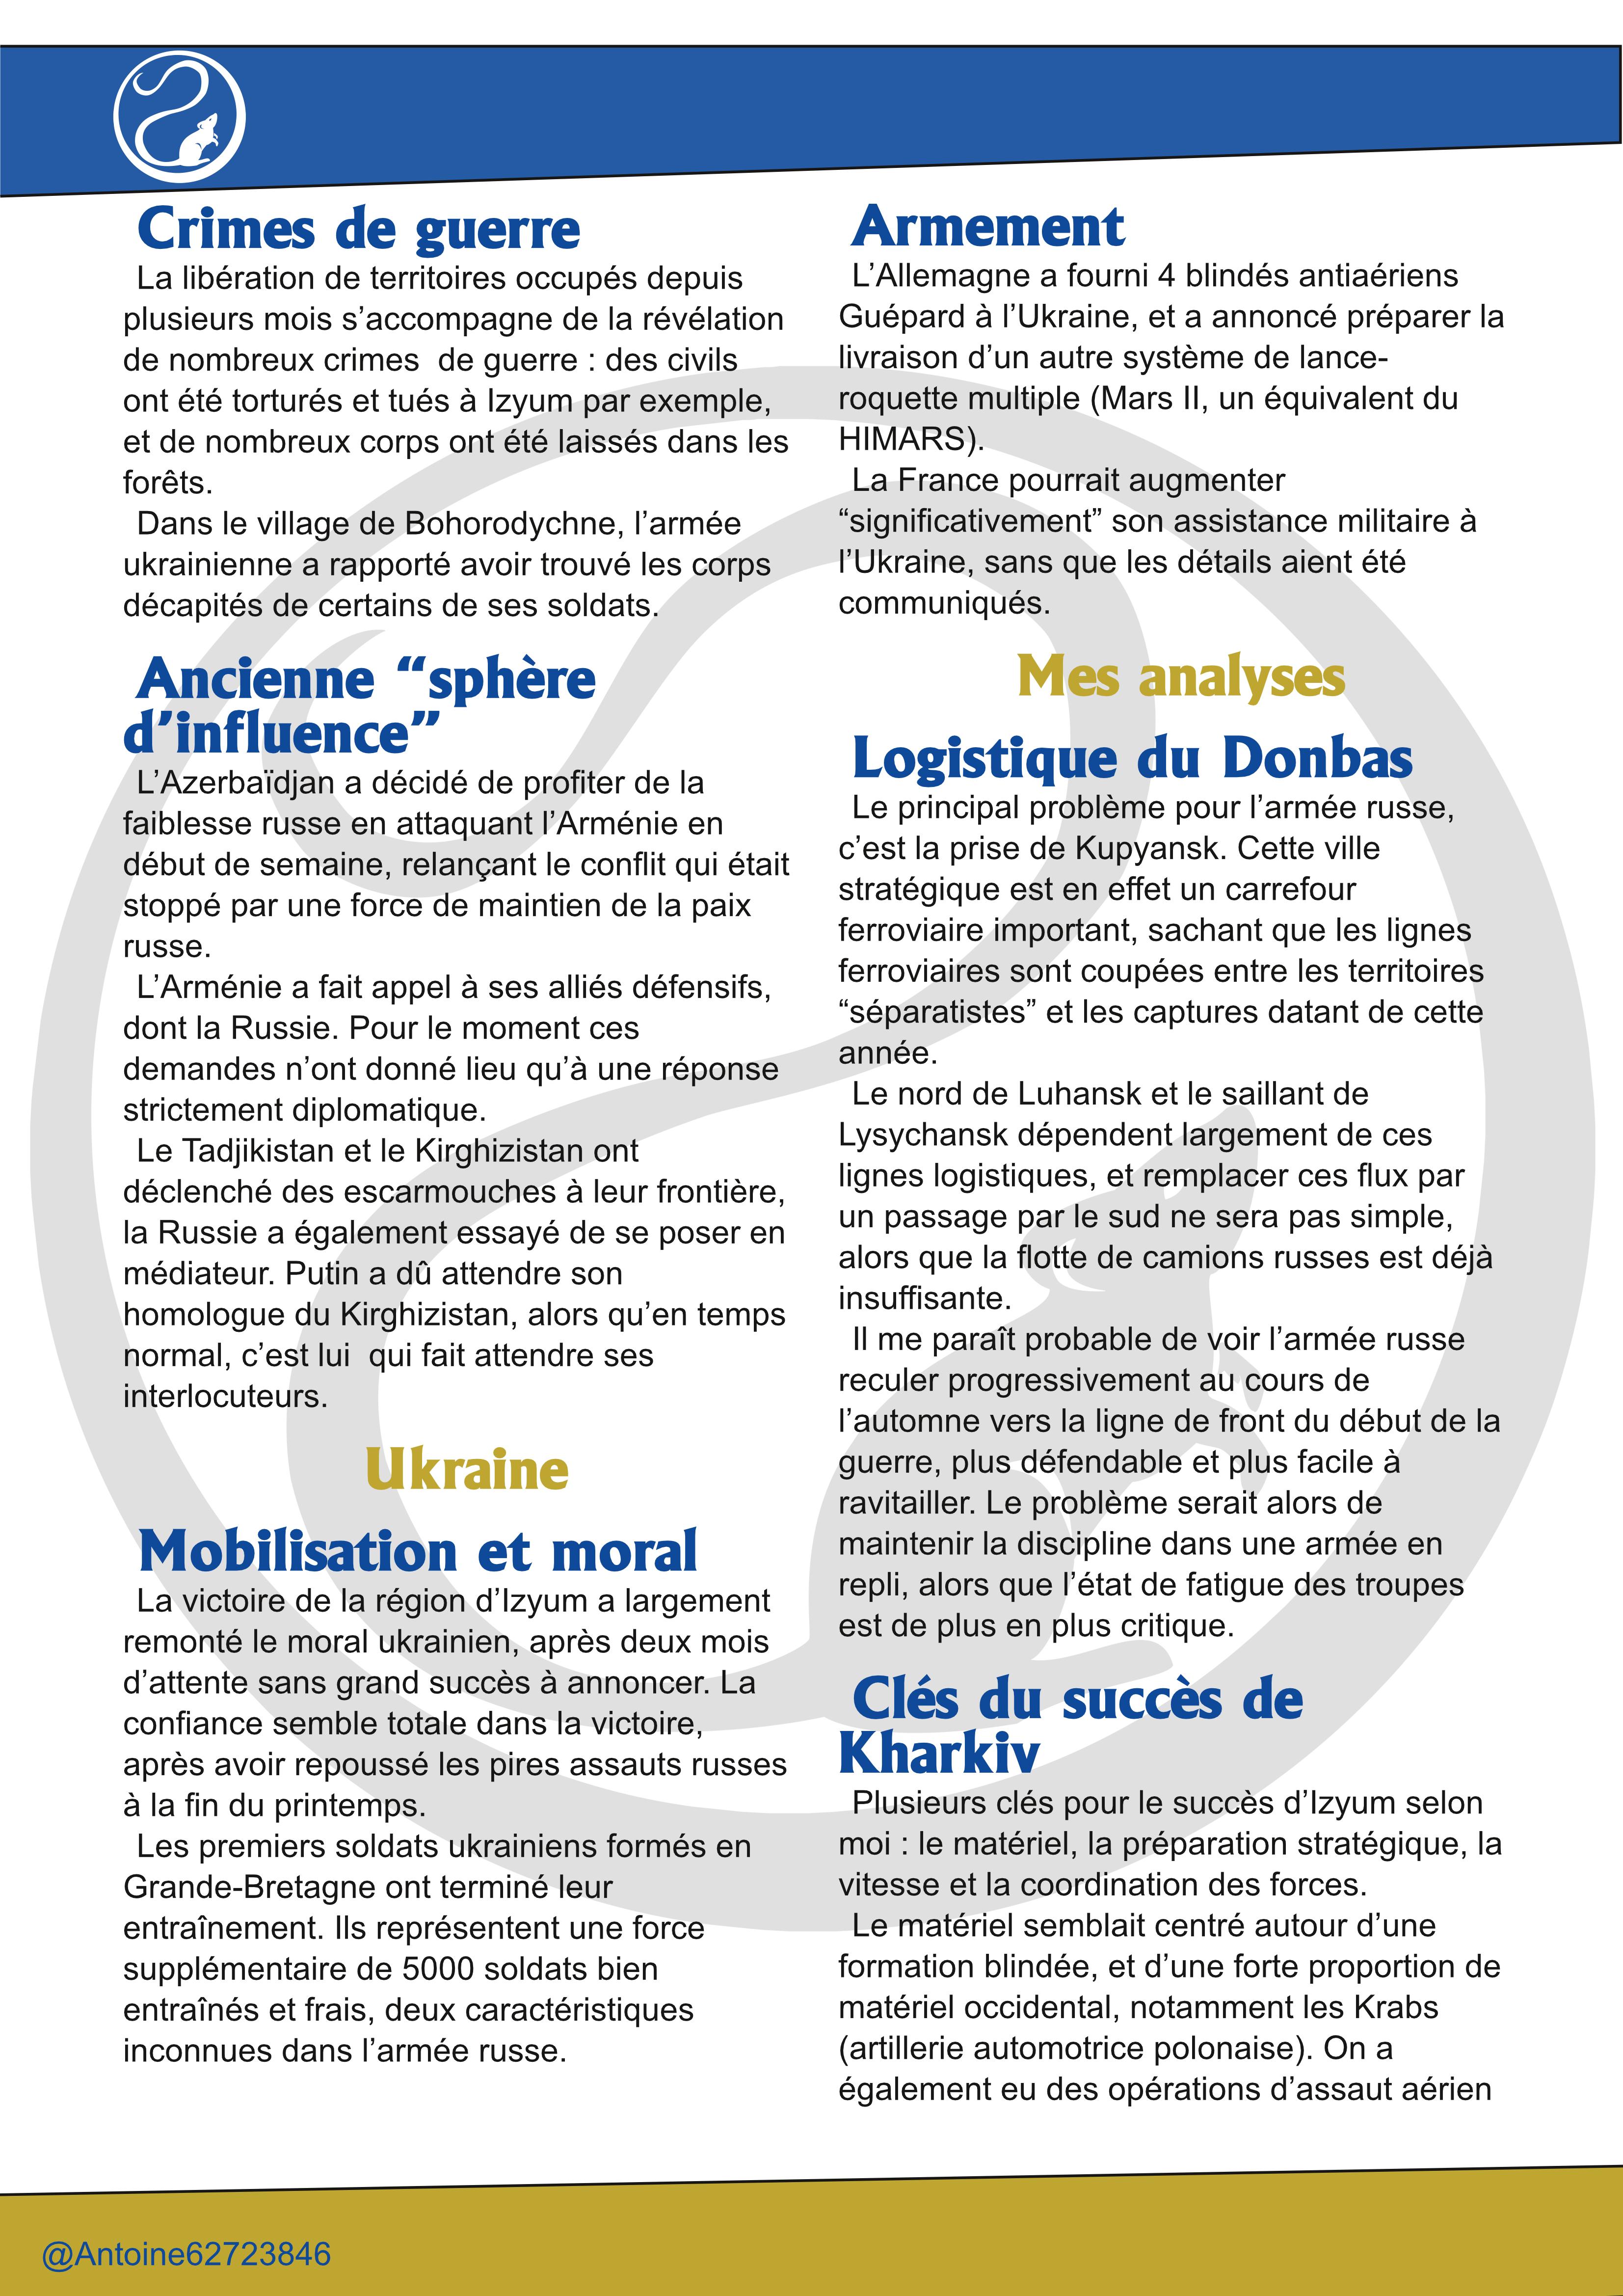 Crimes de guerre
La libération de territoires occupés depuis
plusieurs mois s’accompagne de la révélation
de nombreux crimes  de guerre : des civils
ont été torturés et tués à Izyum par exemple,
et de nombreux corps ont été laissés dans les
forêts.
Dans le village de Bohorodychne, l’armée
ukrainienne a rapporté avoir trouvé les corps
décapités de certains de ses soldats.
Ancienne “sphère
d’influence”
L’Azerbaïdjan a décidé de profiter de la
faiblesse russe en attaquant l’Arménie en
début de semaine, relançant le conflit qui était
stoppé par une force de maintien de la paix
russe.
L’Arménie a fait appel à ses alliés défensifs,
dont la Russie. Pour le moment ces
demandes n’ont donné lieu qu’à une réponse
strictement diplomatique.
Le Tadjikistan et le Kirghizistan ont
déclenché des escarmouches à leur frontière,
la Russie a également essayé de se poser en
médiateur. Putin a dû attendre son
homologue du Kirghizistan, alors qu’en temps
normal, c’est lui  qui fait attendre ses
interlocuteurs.
Ukraine
Mobilisation et moral
La victoire de la région d’Izyum a largement
remonté le moral ukrainien, après deux mois
d’attente sans grand succès à annoncer. La
confiance semble totale dans la victoire,
après avoir repoussé les pires assauts russes
à la fin du printemps.
Les premiers soldats ukrainiens formés en
Grande-Bretagne ont terminé leur
entraînement. Ils représentent une force
supplémentaire de 5000 soldats bien
entraînés et frais, deux caractéristiques
inconnues dans l’armée russe.
Armement
L’Allemagne a fourni 4 blindés antiaériens
Guépard à l’Ukraine, et a annoncé préparer la
livraison d’un autre système de lance-
roquette multiple (Mars II, un équivalent du
HIMARS).
La France pourrait augmenter
“significativement” son assistance militaire à
l’Ukraine, sans que les détails aient été
communiqués.
Mes analyses
Logistique du Donbas
Le principal problème pour l’armée russe,
c’est la prise de Kupyansk. Cette ville
stratégique est en effet un carrefour
ferroviaire important, sachant que les lignes
ferroviaires sont coupées entre les territoires
“séparatistes” et les captures datant de cette
année.
Le nord de Luhansk et le saillant de
Lysychansk dépendent largement de ces
lignes logistiques, et remplacer ces flux par
un passage par le sud ne sera pas simple,
alors que la flotte de camions russes est déjà
insuffisante.
Il me paraît probable de voir l’armée russe
reculer progressivement au cours de
l’automne vers la ligne de front du début de la
guerre, plus défendable et plus facile à
ravitailler. Le problème serait alors de
maintenir la discipline dans une armée en
repli, alors que l’état de fatigue des troupes
est de plus en plus critique.
Clés du succès de
Kharkiv
Plusieurs clés pour le succès d’Izyum selon
moi : le matériel, la préparation stratégique, la
vitesse et la coordination des forces.
Le matériel semblait centré autour d’une
formation blindée, et d’une forte proportion de
matériel occidental, notamment les Krabs
(artillerie automotrice polonaise). On a
également eu des opérations d’assaut aérien
@Antoine62723846